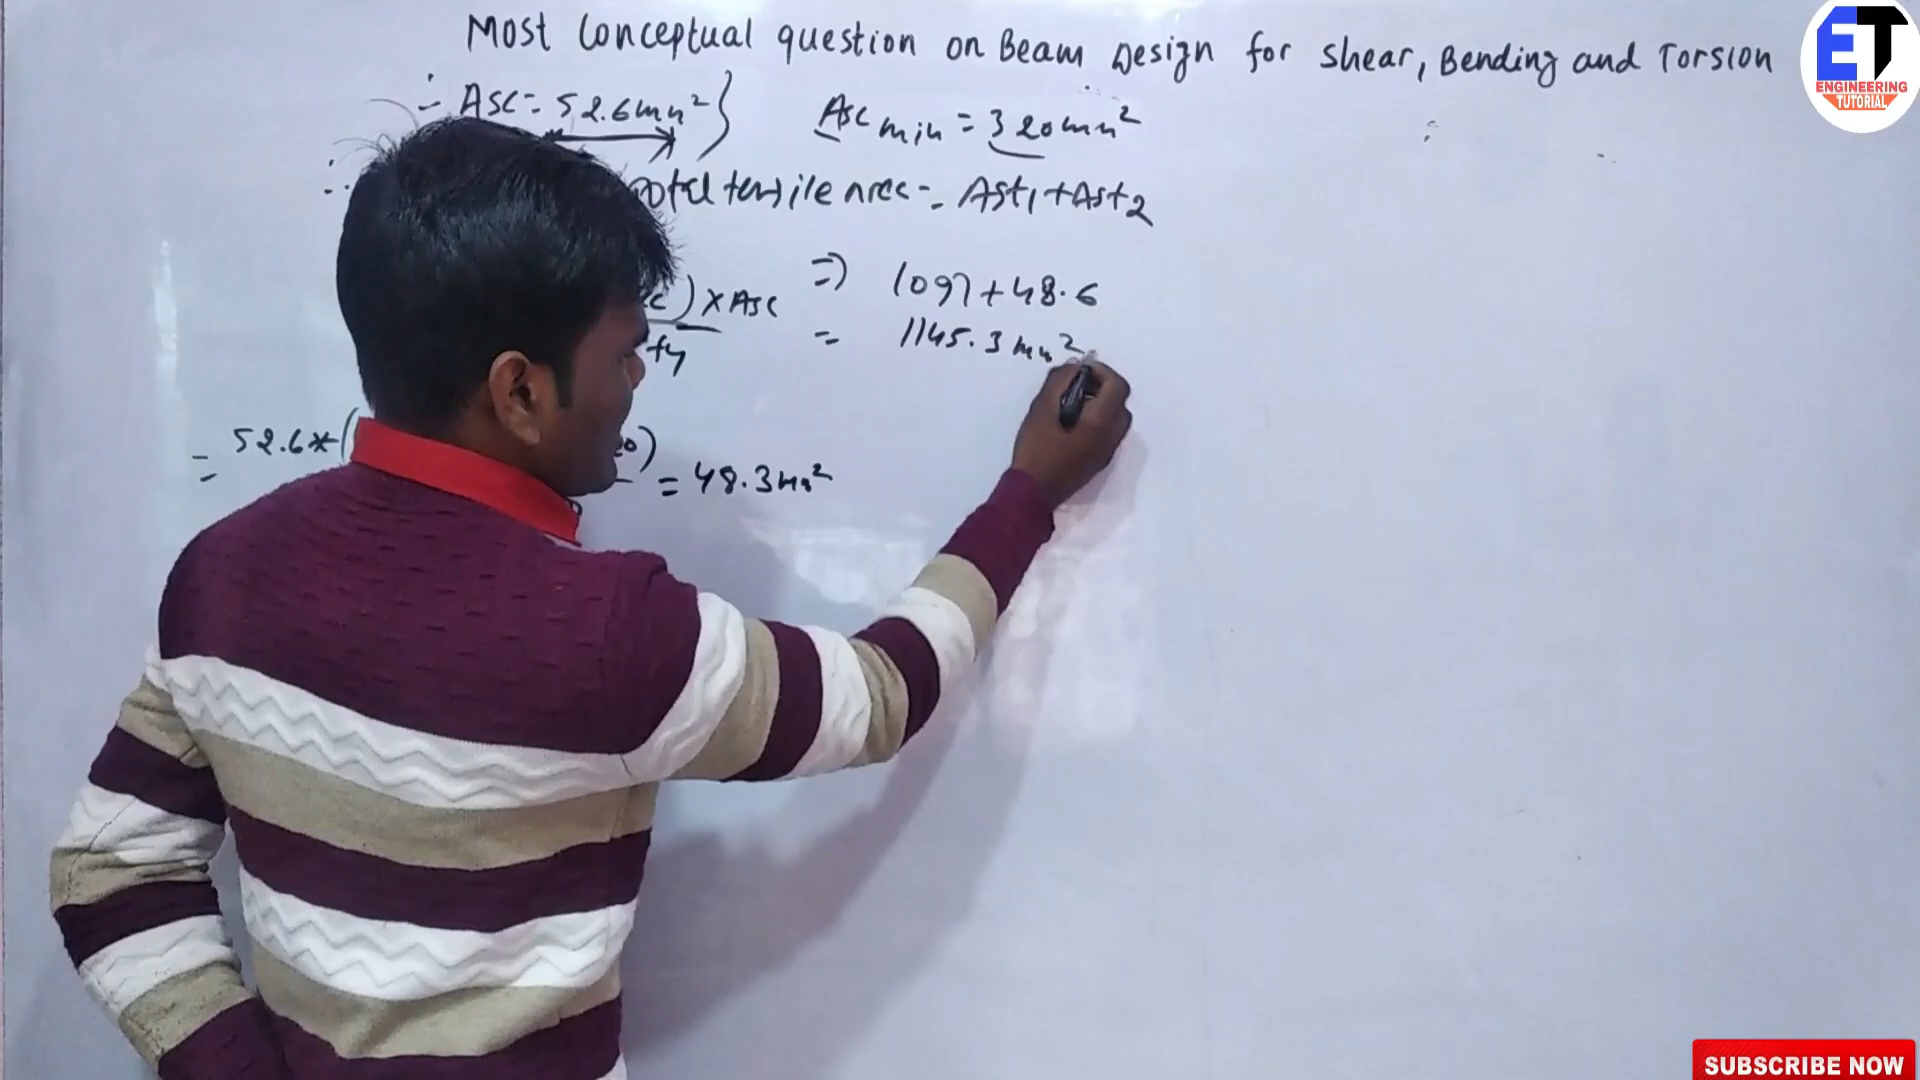 Most Conceptual question on Beam Design for shear, Bending and Torsion
ET
ENGINEERING
TUTORIAL
∴ Asc = 52.6mm² } Asc min = 320mm²
tensile area = Ast1 + Ast2
) x Asc ⇒ 1097 + 48.6
fy = 1145.3 mm²
= 52.6*( ) = 48.3mm²
SUBSCRIBE NOW